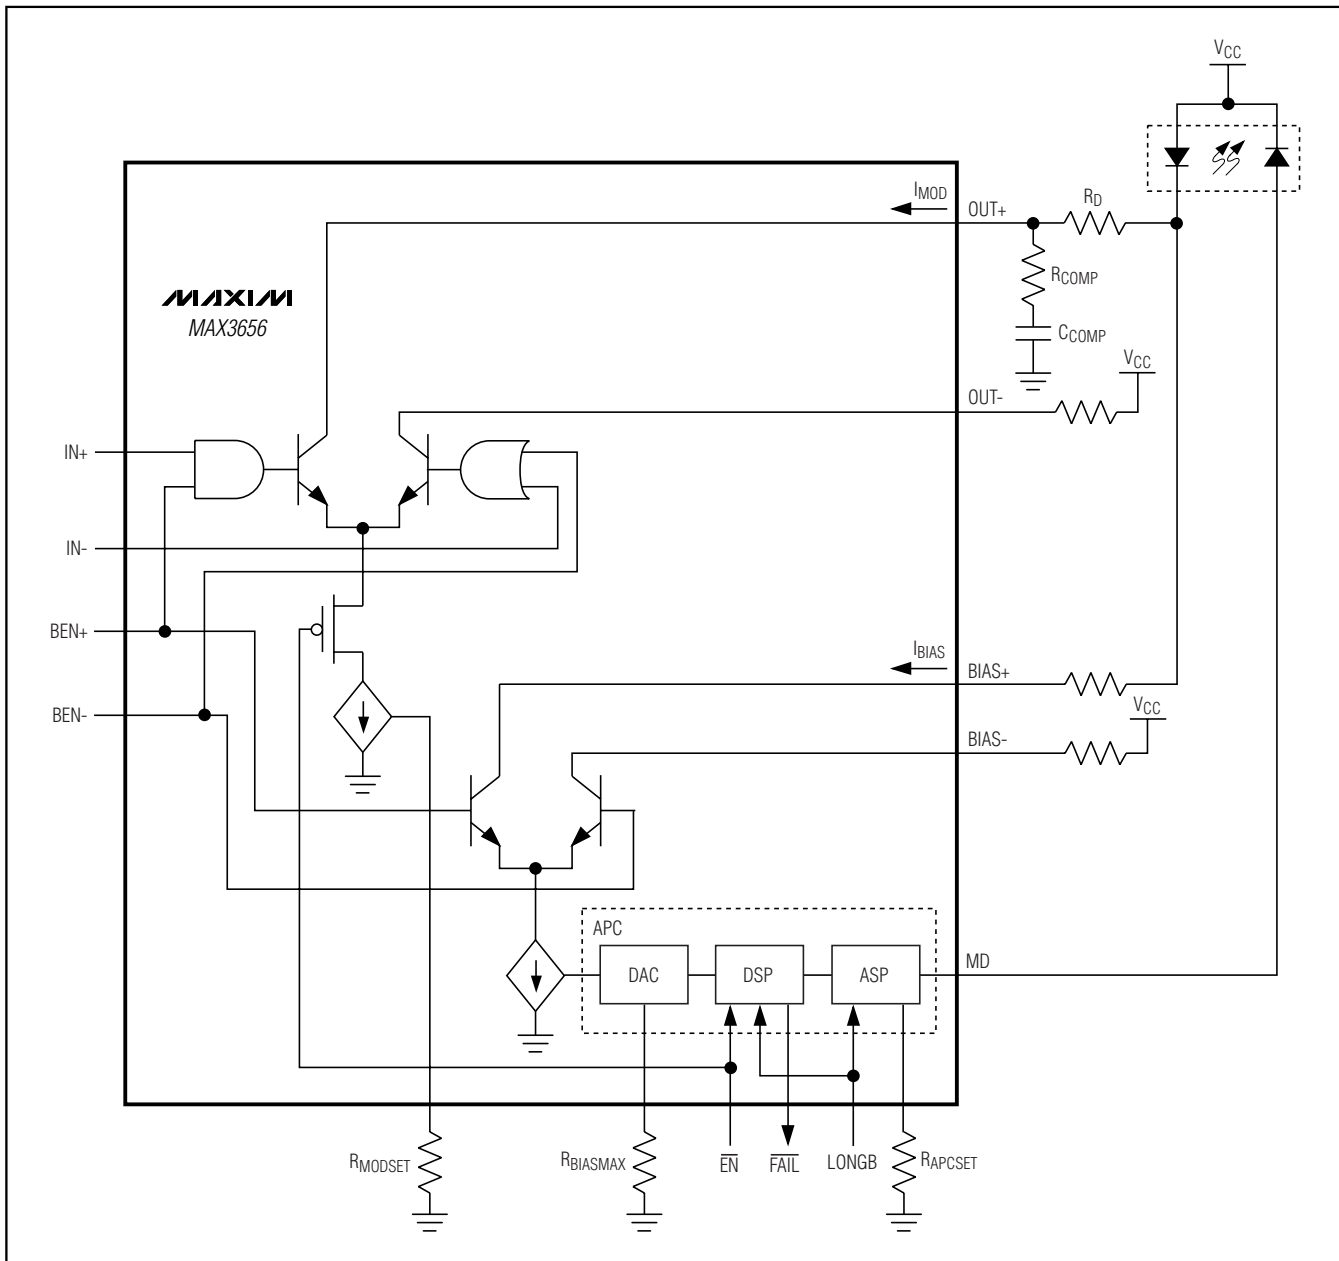 VCC
IMOD
OUT+
RD
RCOMP
MAXIM
MAX3656
CCOMP
VCC
OUT-
IN+
IN-
BEN+
IBIAS
BIAS+
BEN-
VCC
BIAS-
APC
DAC
DSP
ASP
MD
RMODSET
RBIASMAX
EN
FAIL
LONGB
RAPCSET